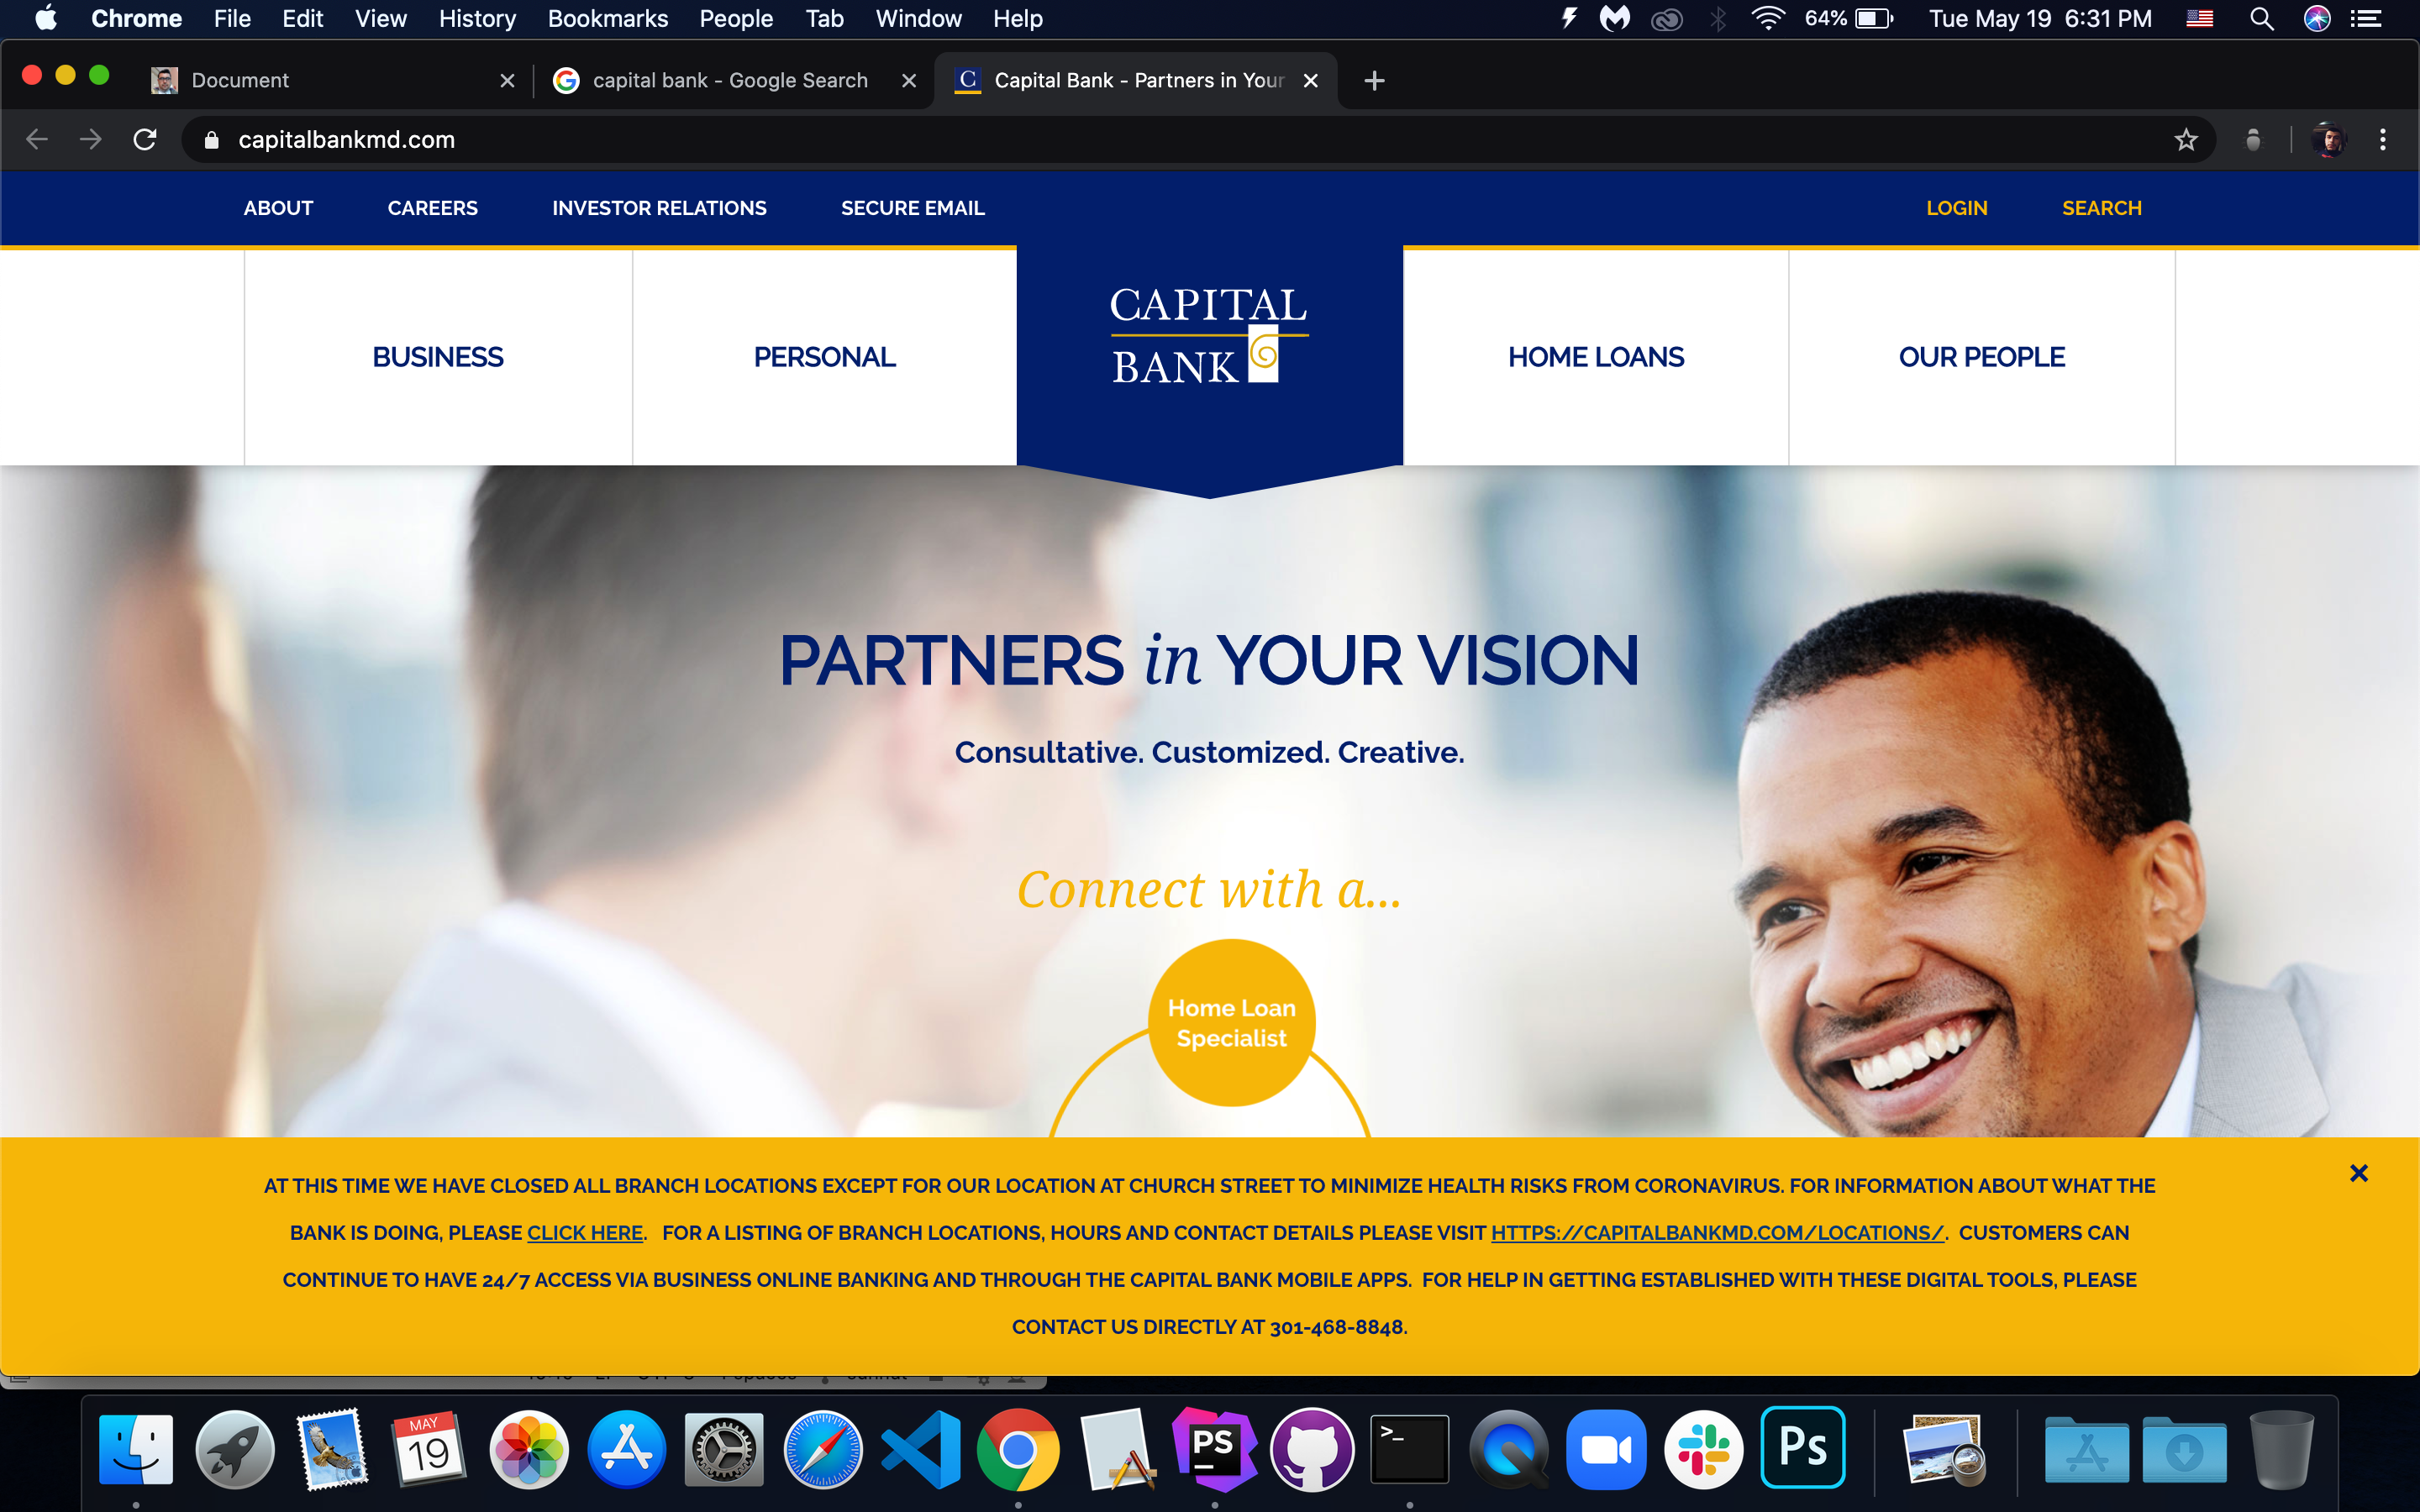 Chrome File Edit View History Bookmarks People Tab Window Help 64% Tue May 19 6:31 PM
Document capital bank - Google Search C Capital Bank - Partners in Your
capitalbankmd.com
ABOUT CAREERS INVESTOR RELATIONS SECURE EMAIL LOGIN SEARCH
CAPITAL
BANK
BUSINESS PERSONAL HOME LOANS OUR PEOPLE
PARTNERS in YOUR VISION
Consultative. Customized. Creative.
Connect with a...
Home Loan
Specialist
AT THIS TIME WE HAVE CLOSED ALL BRANCH LOCATIONS EXCEPT FOR OUR LOCATION AT CHURCH STREET TO MINIMIZE HEALTH RISKS FROM CORONAVIRUS. FOR INFORMATION ABOUT WHAT THE
BANK IS DOING, PLEASE CLICK HERE. FOR A LISTING OF BRANCH LOCATIONS, HOURS AND CONTACT DETAILS PLEASE VISIT HTTPS://CAPITALBANKMD.COM/LOCATIONS/. CUSTOMERS CAN
CONTINUE TO HAVE 24/7 ACCESS VIA BUSINESS ONLINE BANKING AND THROUGH THE CAPITAL BANK MOBILE APPS. FOR HELP IN GETTING ESTABLISHED WITH THESE DIGITAL TOOLS, PLEASE
CONTACT US DIRECTLY AT 301-468-8848.
MAY
19
PS
>_
Ps